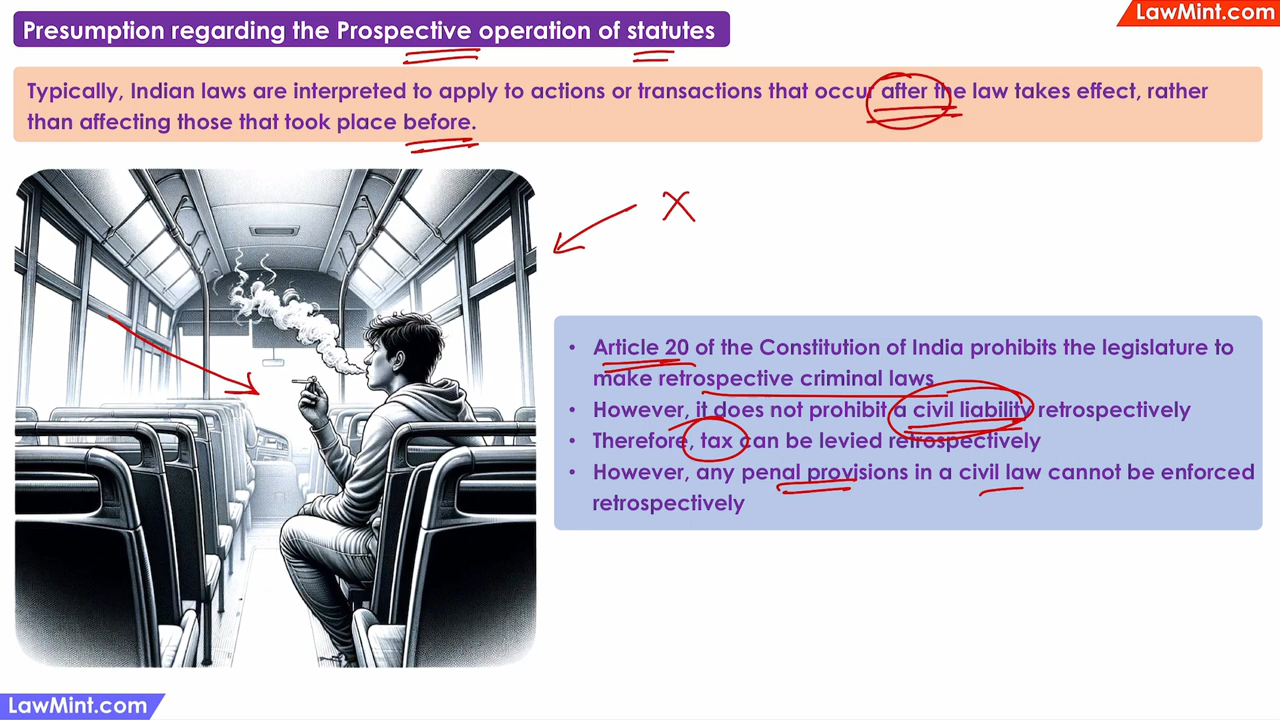 LawMint.com
Presumption regarding the Prospective operation of statutes
Typically, Indian laws are interpreted to apply to actions or transactions that occur after the law takes effect, rather
than affecting those that took place before.
X
• Article 20 of the Constitution of India prohibits the legislature to
make retrospective criminal laws
• However, it does not prohibit a civil liability retrospectively
• Therefore, tax can be levied retrospectively
• However, any penal provisions in a civil law cannot be enforced
retrospectively
LawMint.com